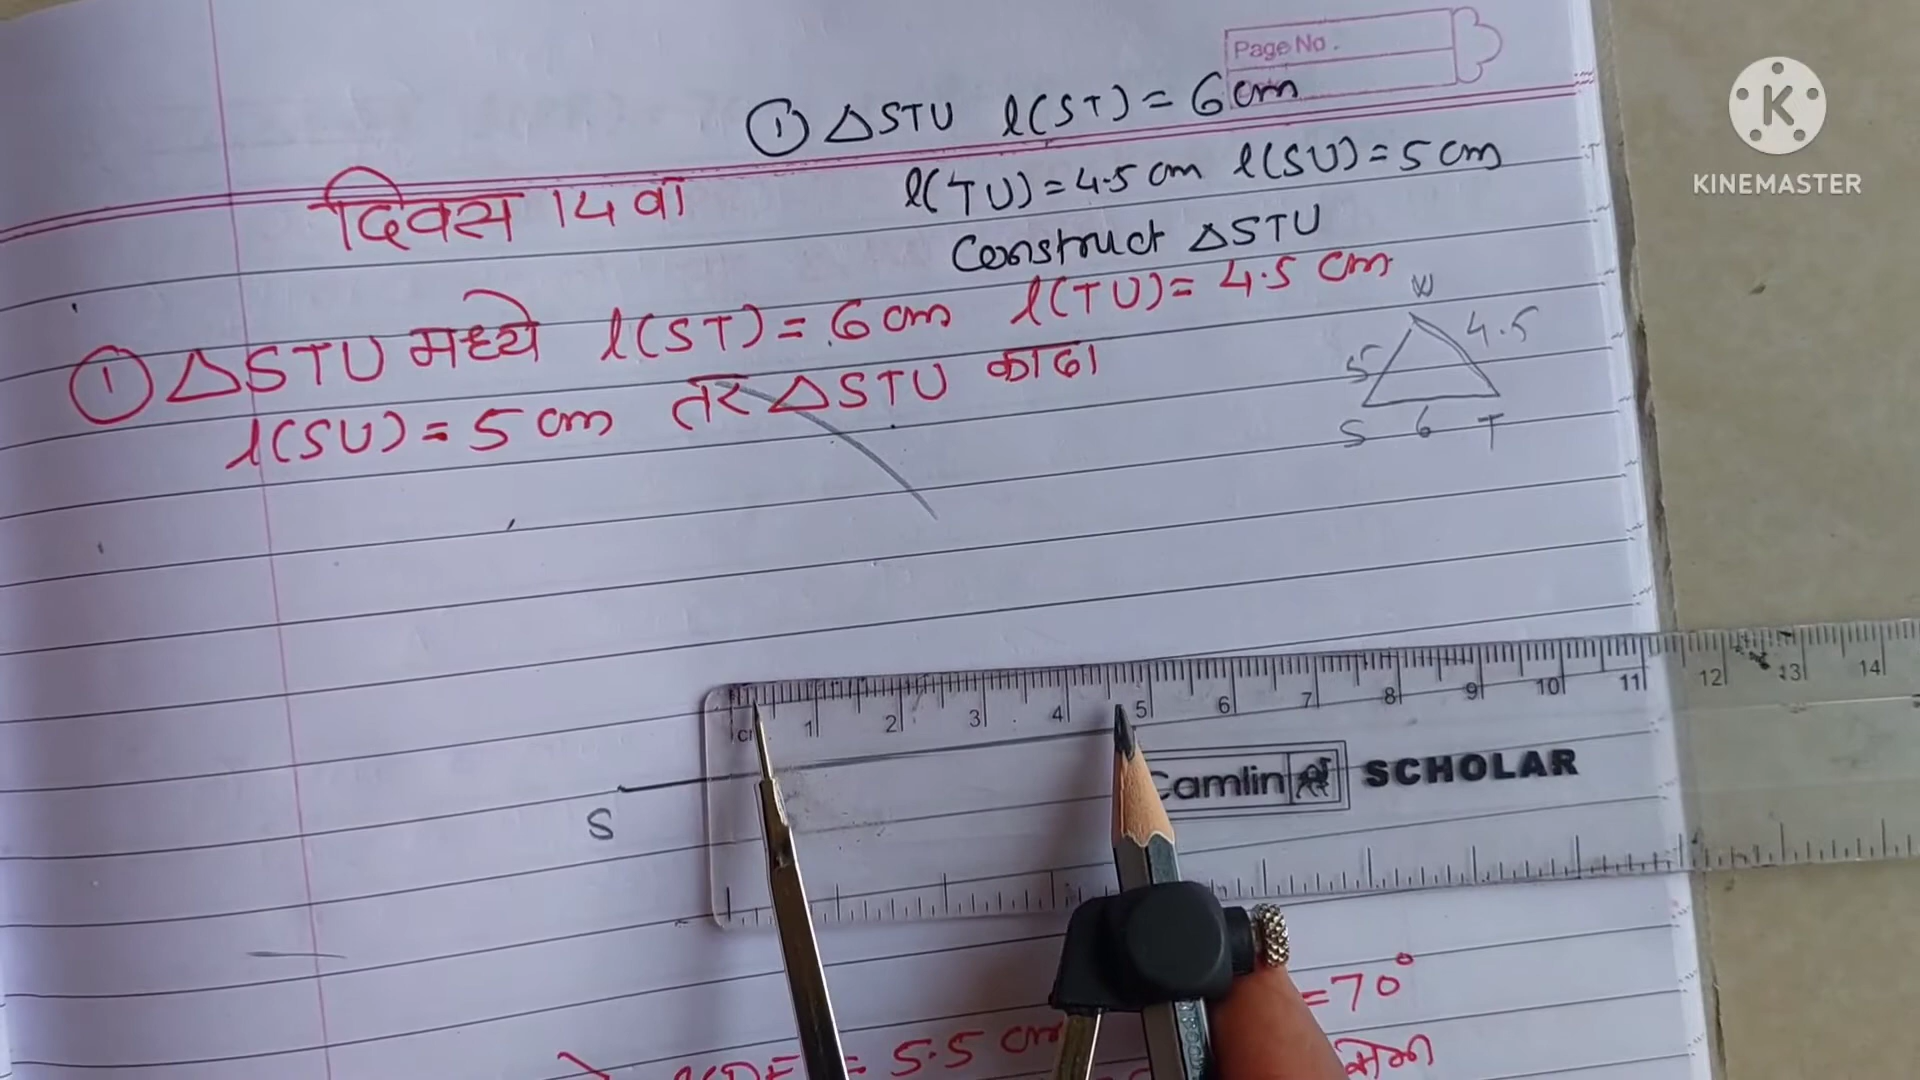 Page No.
① △STU l(ST) = 6 cm
l(TU) = 4.5 cm l(SU) = 5 cm
Construct △STU
दिवस 14 वा
① △STU मध्ये l(ST) = 6 cm l(TU) = 4.5 cm
l(SU) = 5 cm तर △STU काढा
U
5 4.5
S 6 T
KINEMASTER
1 2 3 4 5 6 7 8 9 10 11 12 13 14
Camlin SCHOLAR
S
= 70°
= 5.5 cm